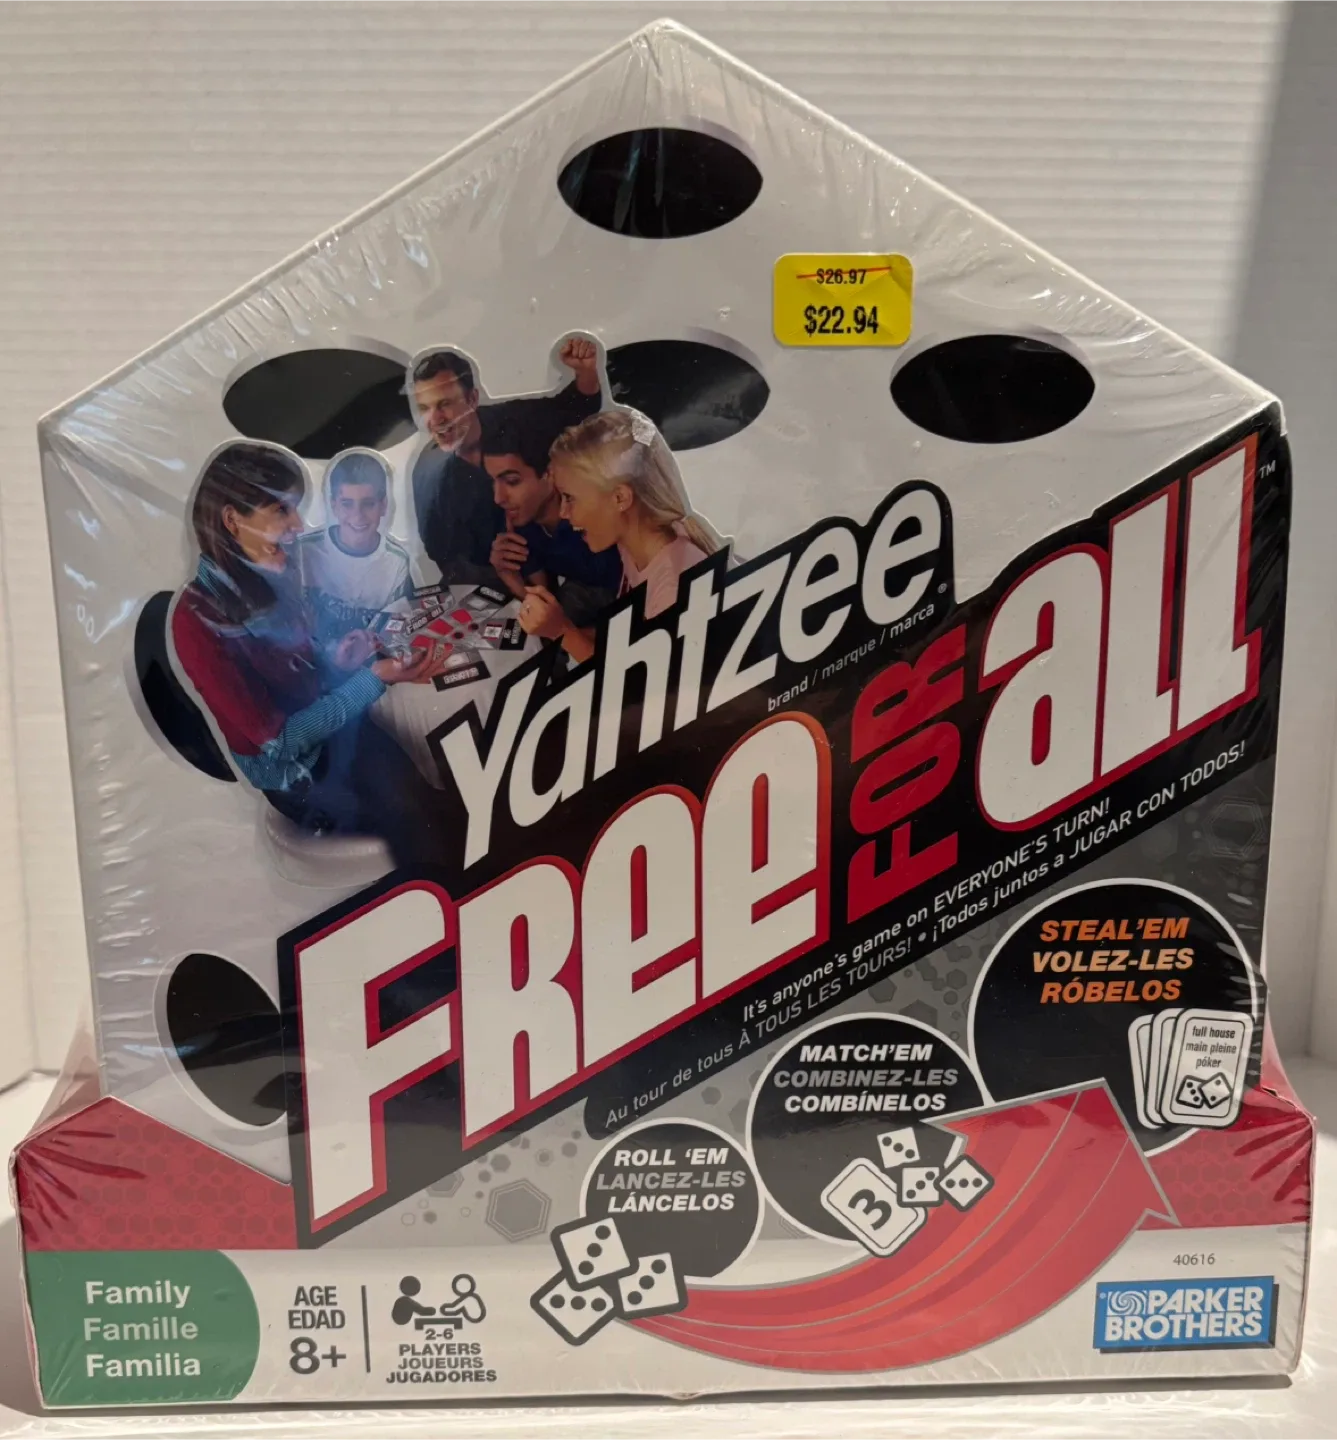 $26.97
$22.94
Yahtzee®
brand / marque / marca
FREE FOR all™
It's anyone's game on EVERYONE'S TURN!
Au tour de tous À TOUS LES TOURS! • ¡Todos juntos a JUGAR CON TODOS!
STEAL'EM
VOLEZ-LES
RÓBELOS
full house
main pleine
póker
MATCH'EM
COMBINEZ-LES
COMBÍNELOS
3
ROLL 'EM
LANCEZ-LES
LÁNCELOS
Family
Famille
Familia
AGE
EDAD
8+
2-6
PLAYERS
JOUEURS
JUGADORES
40616
PARKER
BROTHERS